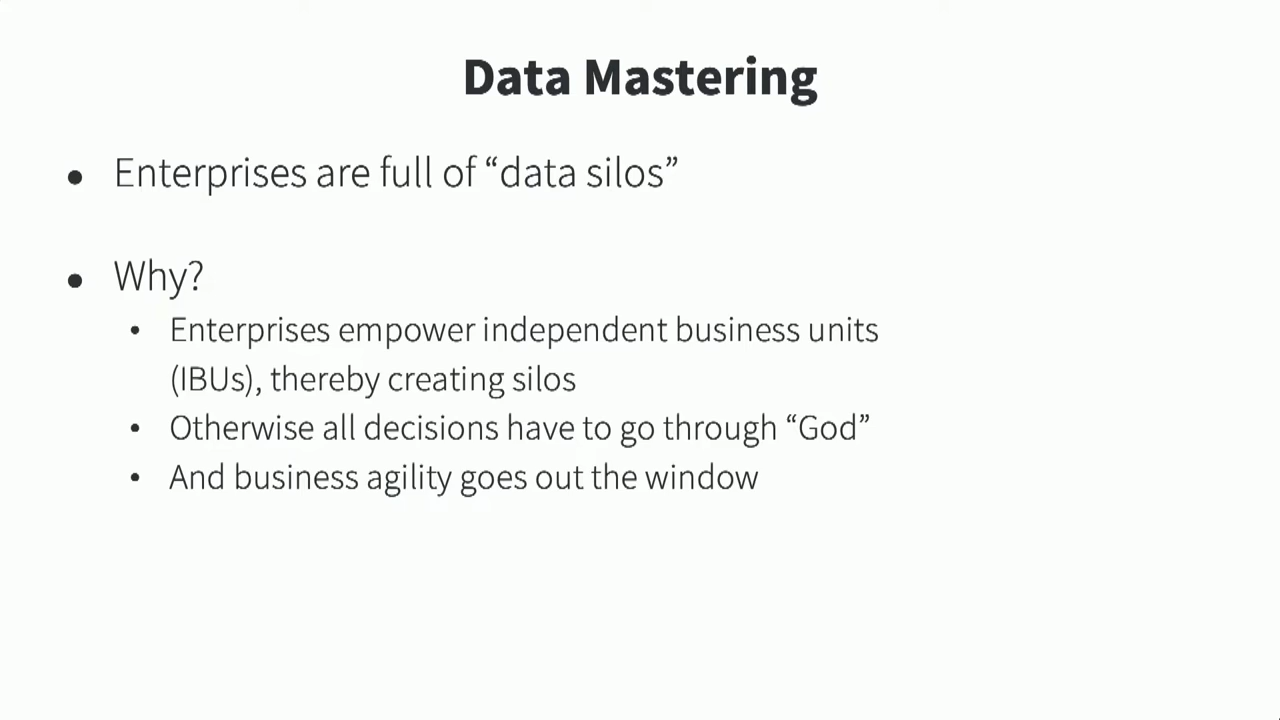 Data Mastering
• Enterprises are full of “data silos”
• Why?
• Enterprises empower independent business units
(IBUs), thereby creating silos
• Otherwise all decisions have to go through “God”
• And business agility goes out the window